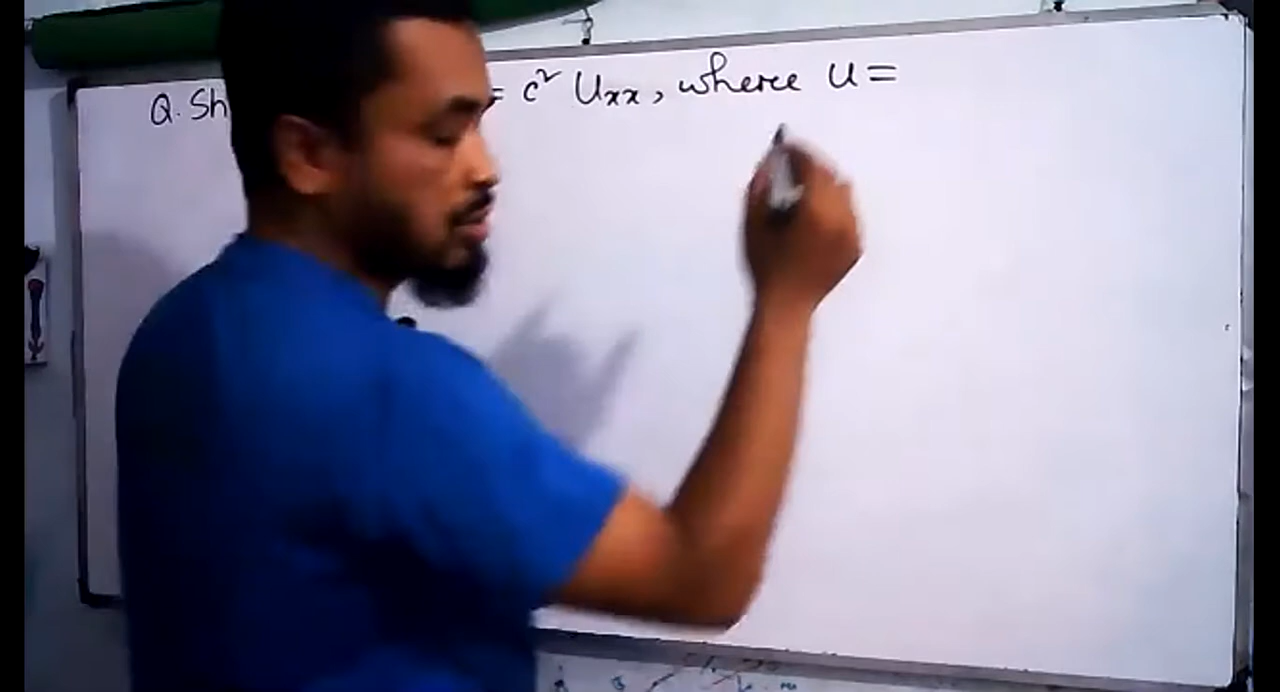 Q. Sh = c² Uxx, where u =